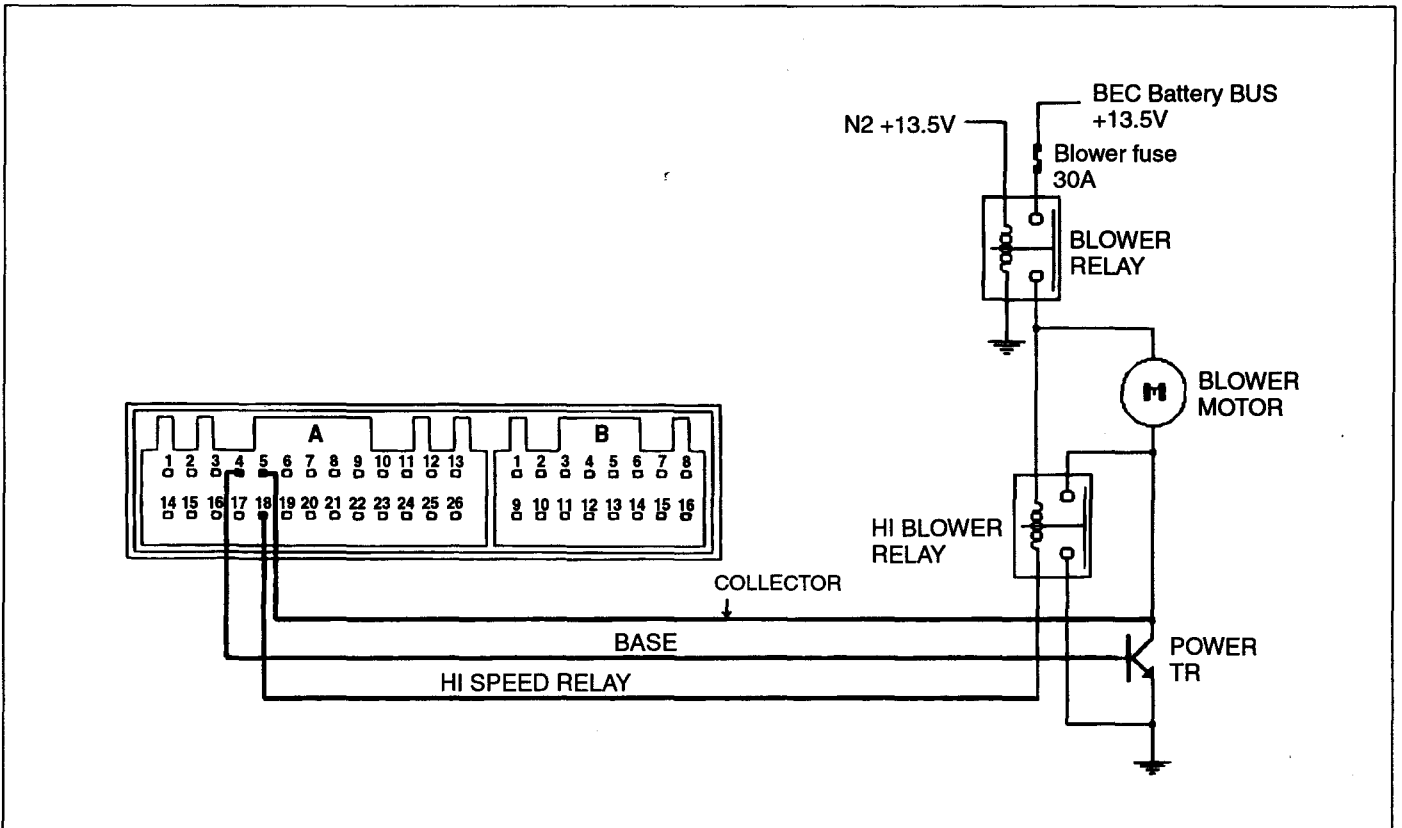 BEC Battery BUS
+13.5V
N2 +13.5V
Blower fuse
30A
BLOWER
RELAY
M
BLOWER
MOTOR
A B
1 2 3 4 5 6 7 8 9 10 11 12 13
1 2 3 4 5 6 7 8
14 15 16 17 18 19 20 21 22 23 24 25 26
9 10 11 12 13 14 15 16
HI BLOWER
RELAY
COLLECTOR
BASE
POWER
TR
HI SPEED RELAY